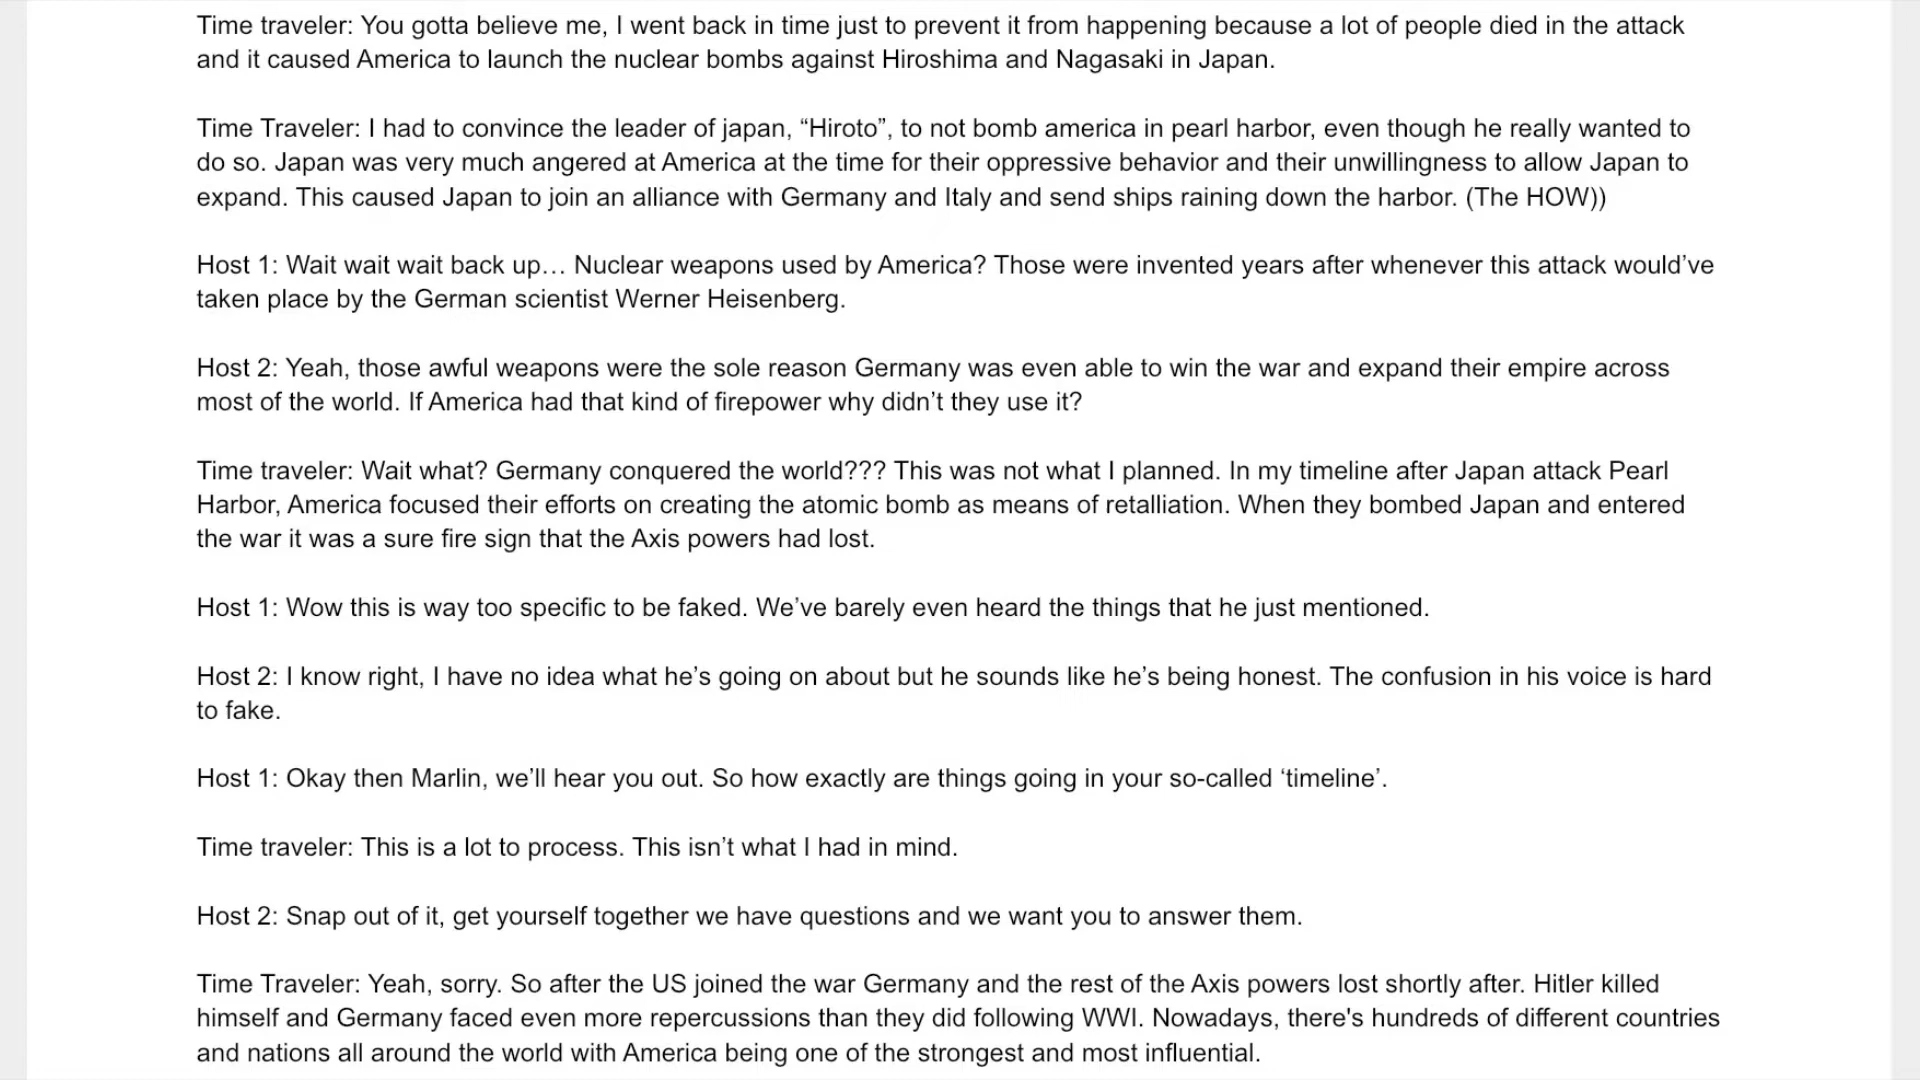 Time traveler: You gotta believe me, I went back in time just to prevent it from happening because a lot of people died in the attack
and it caused America to launch the nuclear bombs against Hiroshima and Nagasaki in Japan.
Time Traveler: I had to convince the leader of japan, “Hiroto”, to not bomb america in pearl harbor, even though he really wanted to
do so. Japan was very much angered at America at the time for their oppressive behavior and their unwillingness to allow Japan to
expand. This caused Japan to join an alliance with Germany and Italy and send ships raining down the harbor. (The HOW))
Host 1: Wait wait wait back up… Nuclear weapons used by America? Those were invented years after whenever this attack would’ve
taken place by the German scientist Werner Heisenberg.
Host 2: Yeah, those awful weapons were the sole reason Germany was even able to win the war and expand their empire across
most of the world. If America had that kind of firepower why didn’t they use it?
Time traveler: Wait what? Germany conquered the world??? This was not what I planned. In my timeline after Japan attack Pearl
Harbor, America focused their efforts on creating the atomic bomb as means of retalliation. When they bombed Japan and entered
the war it was a sure fire sign that the Axis powers had lost.
Host 1: Wow this is way too specific to be faked. We’ve barely even heard the things that he just mentioned.
Host 2: I know right, I have no idea what he’s going on about but he sounds like he’s being honest. The confusion in his voice is hard
to fake.
Host 1: Okay then Marlin, we’ll hear you out. So how exactly are things going in your so-called ‘timeline’.
Time traveler: This is a lot to process. This isn’t what I had in mind.
Host 2: Snap out of it, get yourself together we have questions and we want you to answer them.
Time Traveler: Yeah, sorry. So after the US joined the war Germany and the rest of the Axis powers lost shortly after. Hitler killed
himself and Germany faced even more repercussions than they did following WWI. Nowadays, there's hundreds of different countries
and nations all around the world with America being one of the strongest and most influential.